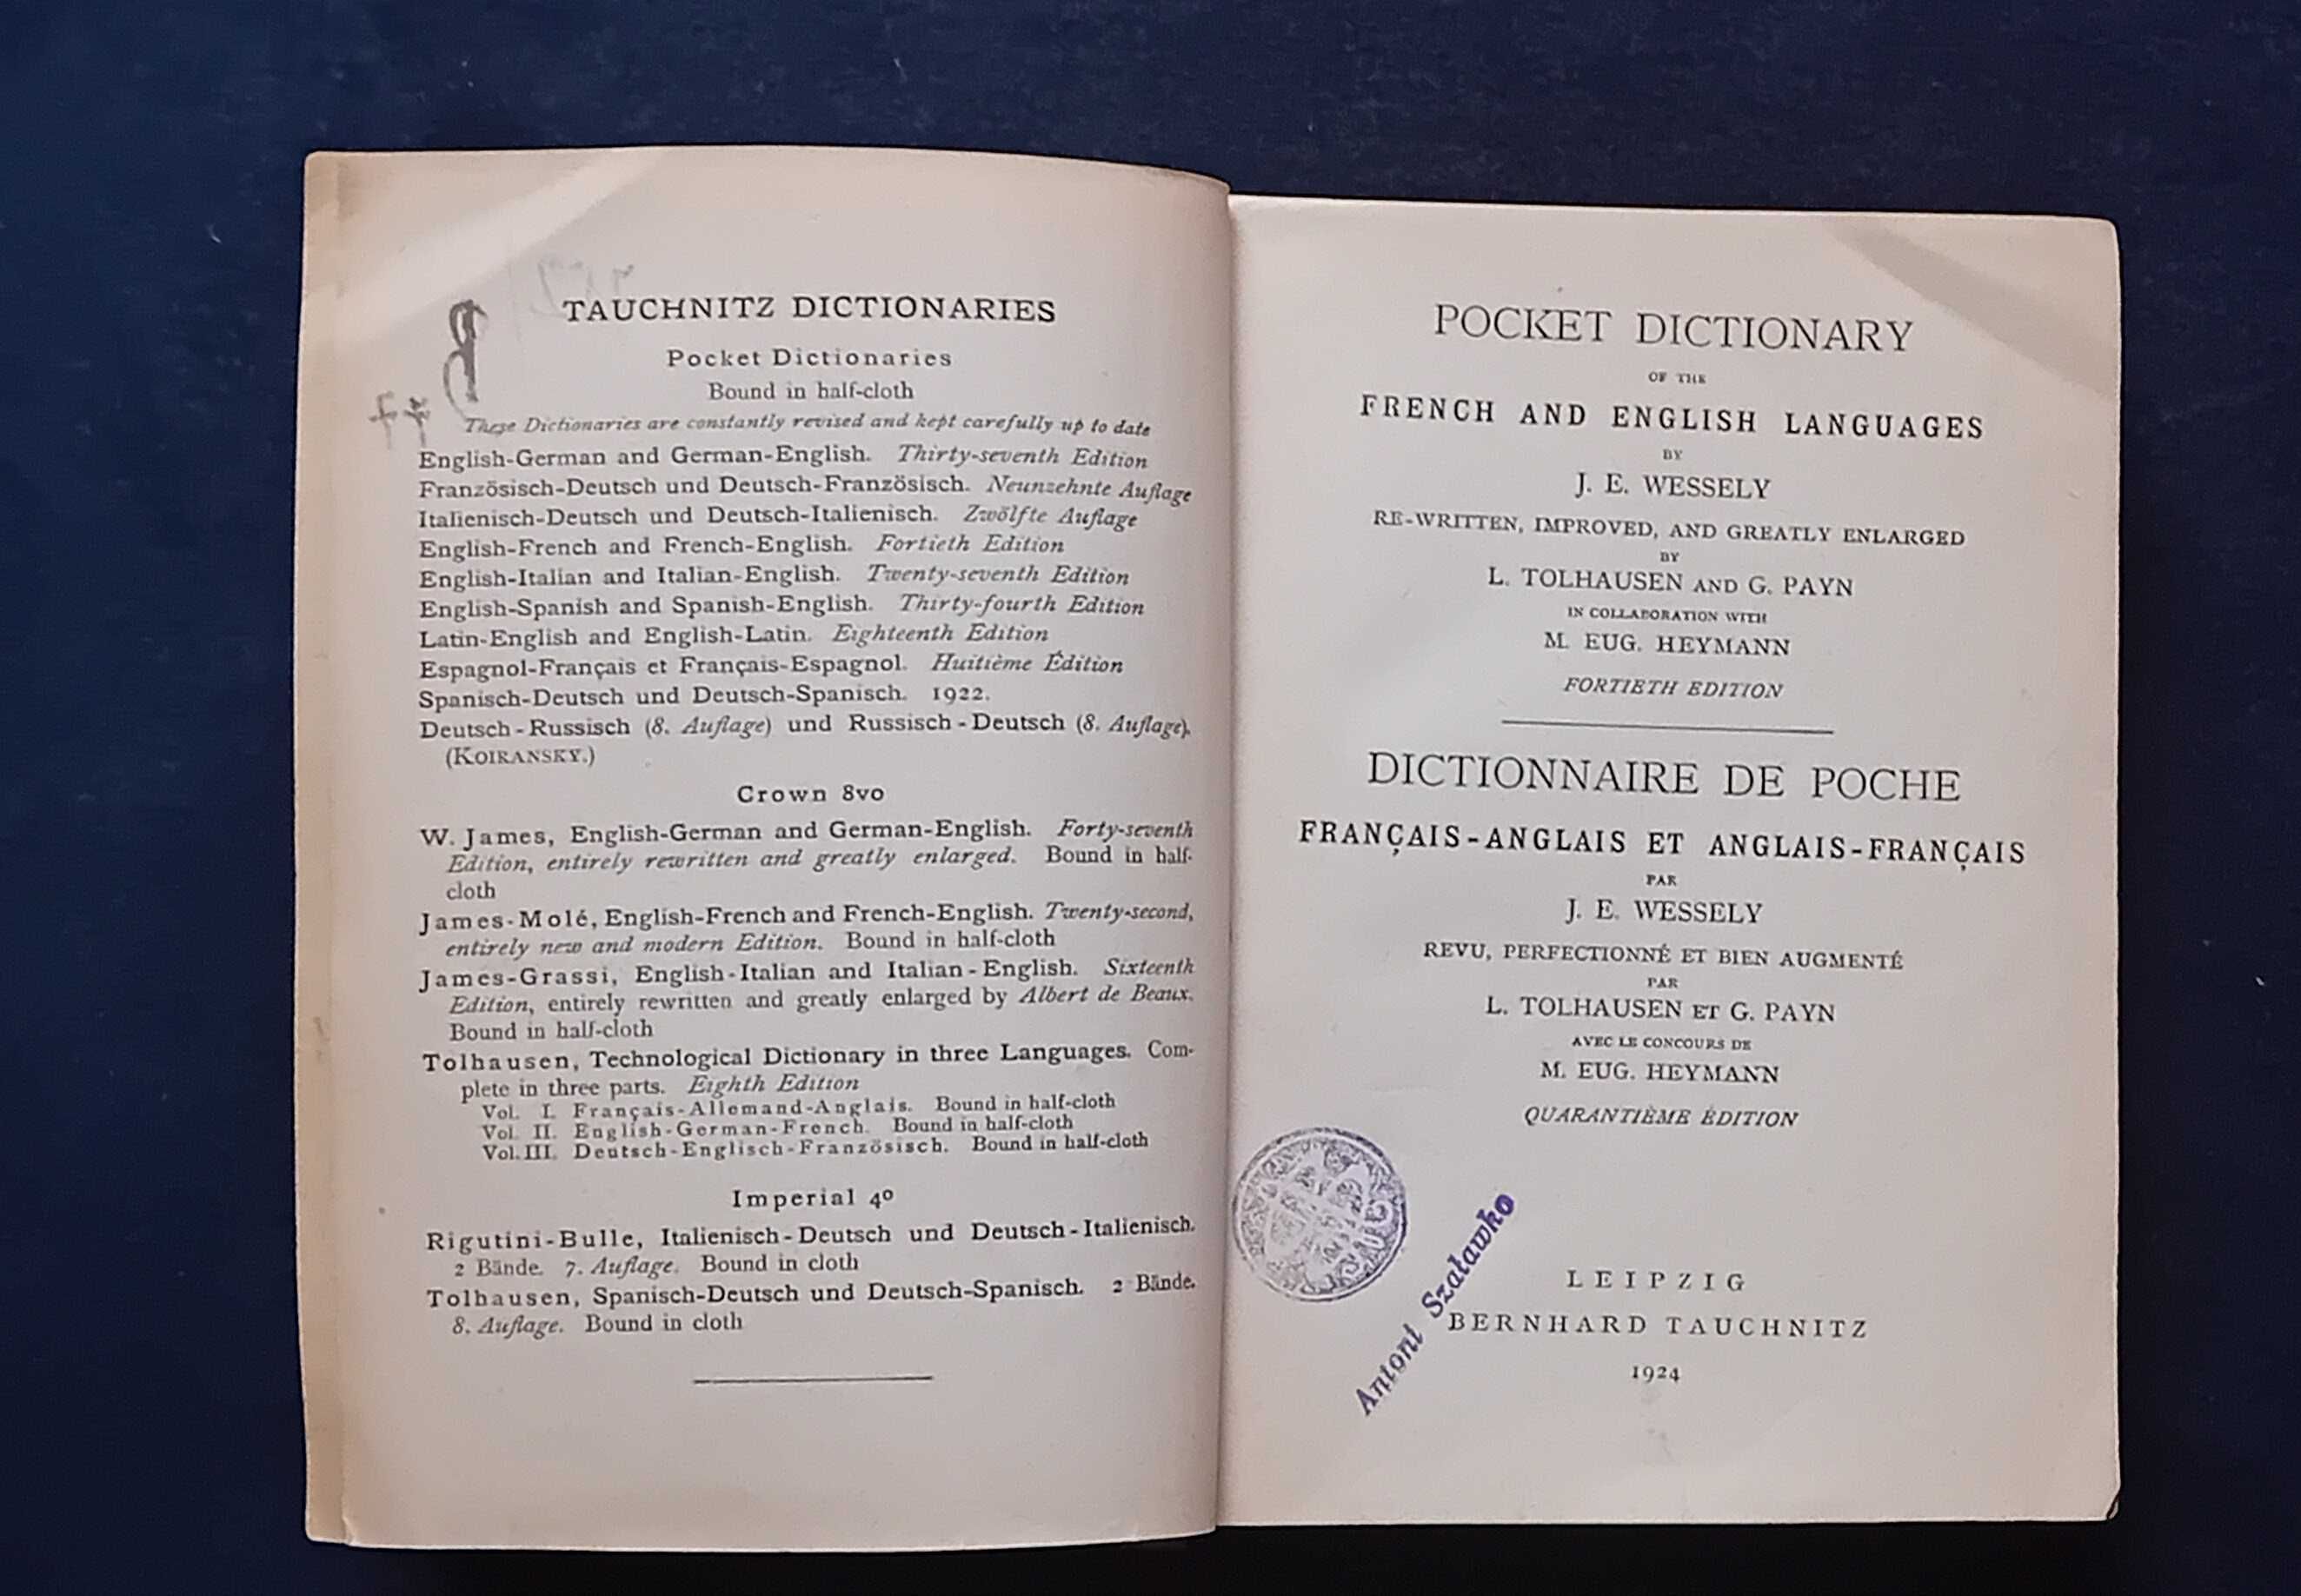 TAUCHNITZ DICTIONARIES
Pocket Dictionaries
Bound in half-cloth
These Dictionaries are constantly revised and kept carefully up to date
English-German and German-English. Thirty-seventh Edition
Französisch-Deutsch und Deutsch-Französisch. Neunzehnte Auflage
Italienisch-Deutsch und Deutsch-Italienisch. Zwölfte Auflage
English-French and French-English. Fortieth Edition
English-Italian and Italian-English. Twenty-seventh Edition
English-Spanish and Spanish-English. Thirty-fourth Edition
Latin-English and English-Latin. Eighteenth Edition
Espagnol-Français et Français-Espagnol. Huitième Édition
Spanisch-Deutsch und Deutsch-Spanisch. 1922.
Deutsch-Russisch (8. Auflage) und Russisch-Deutsch (8. Auflage).
(KOIRANSKY.)
Crown 8vo
W. James, English-German and German-English. Forty-seventh
Edition, entirely rewritten and greatly enlarged. Bound in half-
cloth
James-Molé, English-French and French-English. Twenty-second,
entirely new and modern Edition. Bound in half-cloth
James-Grassi, English-Italian and Italian-English. Sixteenth
Edition, entirely rewritten and greatly enlarged by Albert de Beaux.
Bound in half-cloth
Tolhausen, Technological Dictionary in three Languages. Com-
plete in three parts. Eighth Edition
Vol. I. Français-Allemand-Anglais. Bound in half-cloth
Vol. II. English-German-French. Bound in half-cloth
Vol. III. Deutsch-Englisch-Französisch. Bound in half-cloth
Imperial 4º
Rigutini-Bulle, Italienisch-Deutsch und Deutsch-Italienisch.
2 Bände. 7. Auflage. Bound in cloth
Tolhausen, Spanisch-Deutsch und Deutsch-Spanisch. 2 Bände.
8. Auflage. Bound in cloth
POCKET DICTIONARY
OF THE
FRENCH AND ENGLISH LANGUAGES
BY
J. E. WESSELY
RE-WRITTEN, IMPROVED, AND GREATLY ENLARGED
BY
L. TOLHAUSEN AND G. PAYN
IN COLLABORATION WITH
M. EUG. HEYMANN
FORTIETH EDITION
DICTIONNAIRE DE POCHE
FRANÇAIS-ANGLAIS ET ANGLAIS-FRANÇAIS
PAR
J. E. WESSELY
REVU, PERFECTIONNÉ ET BIEN AUGMENTÉ
PAR
L. TOLHAUSEN ET G. PAYN
AVEC LE CONCOURS DE
M. EUG. HEYMANN
QUARANTIÈME ÉDITION
Antoni Szaławko
LEIPZIG
BERNHARD TAUCHNITZ
1924